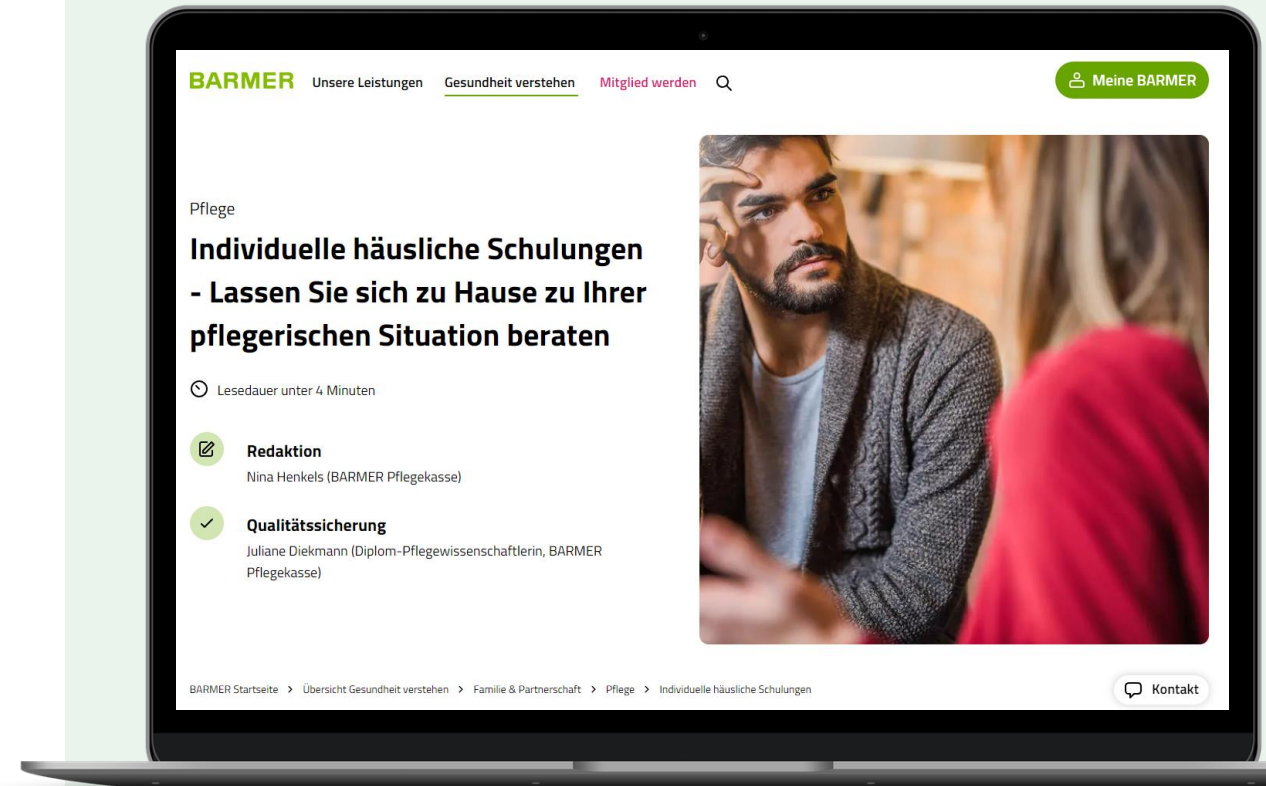 BARMER Unsere Leistungen Gesundheit verstehen Mitglied werden Meine BARMER
Pflege
Individuelle häusliche Schulungen
- Lassen Sie sich zu Hause zu Ihrer
pflegerischen Situation beraten
Lesedauer unter 4 Minuten
Redaktion
Nina Henkels (BARMER Pflegekasse)
Qualitätssicherung
Juliane Diekmann (Diplom-Pflegewissenschaftlerin, BARMER
Pflegekasse)
BARMER Startseite > Übersicht Gesundheit verstehen > Familie & Partnerschaft > Pflege > Individuelle häusliche Schulungen
Kontakt